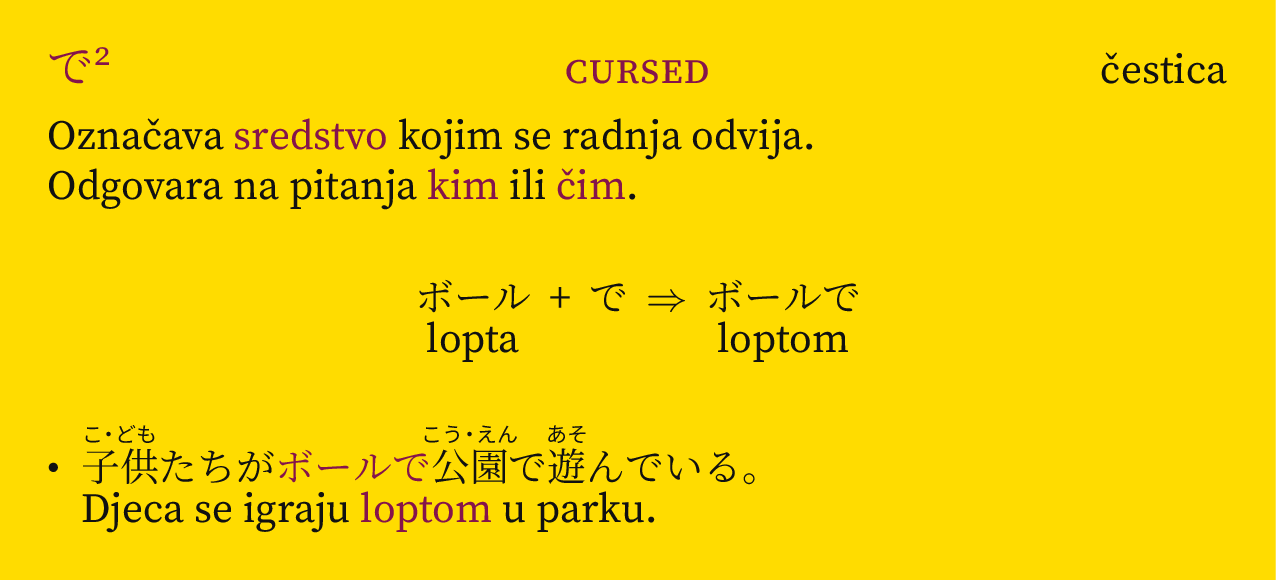 で² CURSED čestica
Označava sredstvo kojim se radnja odvija.
Odgovara na pitanja kim ili čim.
ボール + で ⇒ ボールで
lopta loptom
こ・ども こう・えん あそ
• 子供たちがボールで公園で遊んでいる。
Djeca se igraju loptom u parku.